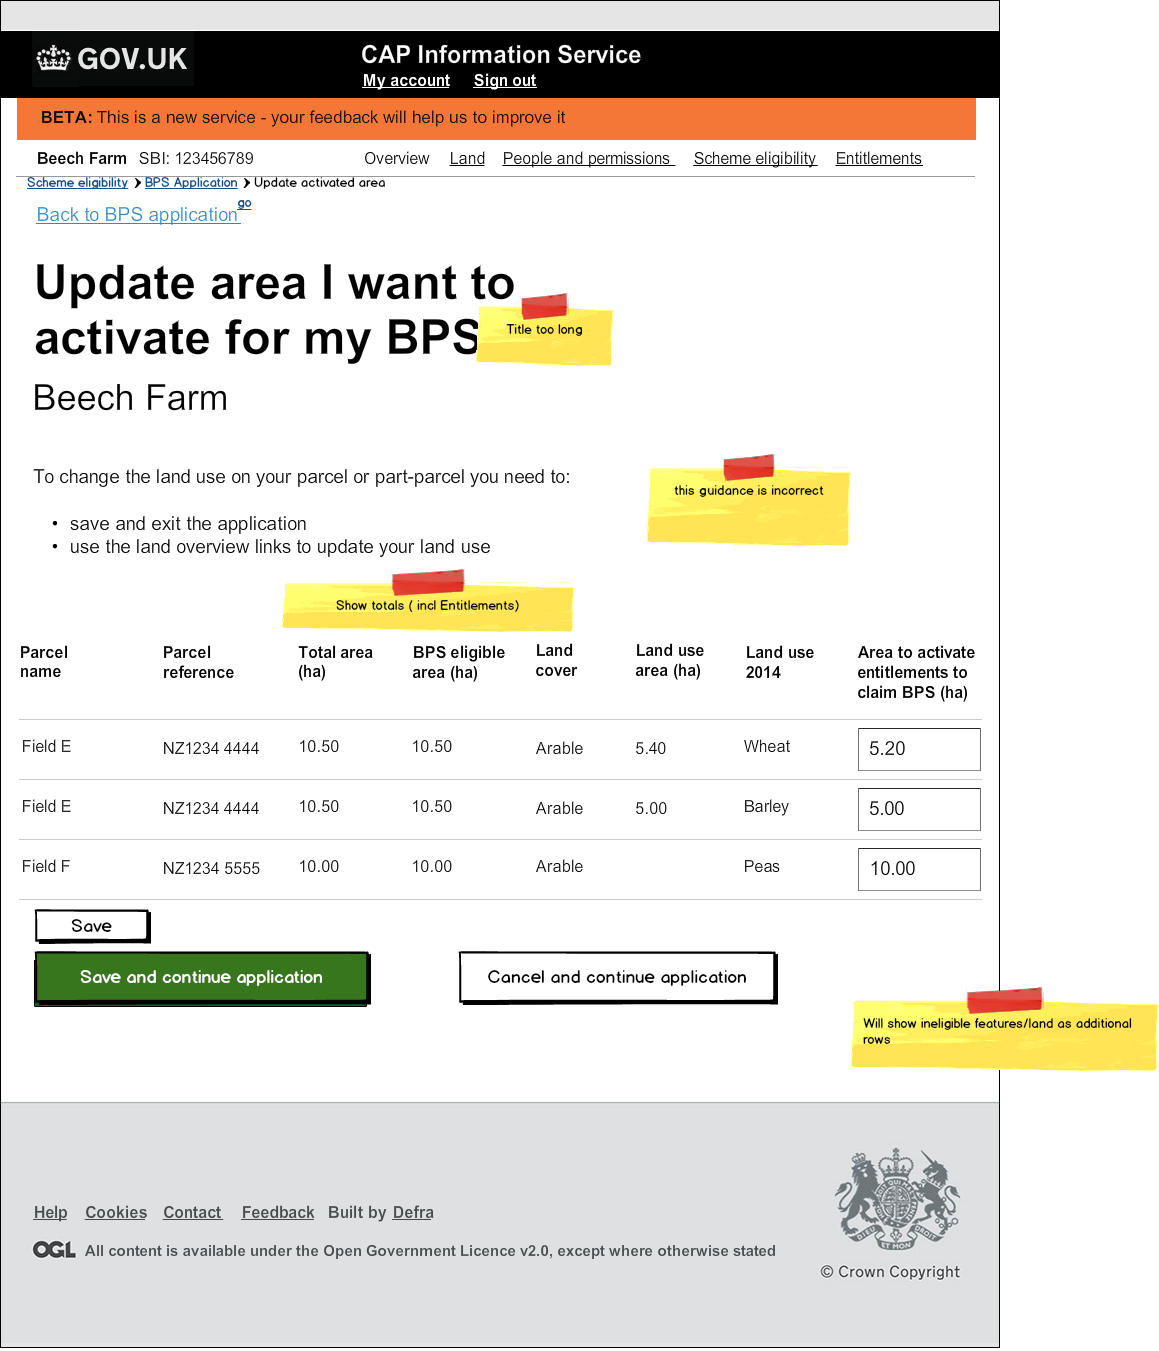 GOV.UK
CAP Information Service
My account Sign out
BETA: This is a new service - your feedback will help us to improve it
Beech Farm SBI: 123456789 Overview Land People and permissions Scheme eligibility Entitlements
Scheme eligibility BPS Application Update activated area
Back to BPS application go
Update area I want to
activate for my BPS
Title too long
Beech Farm
To change the land use on your parcel or part-parcel you need to:
this guidance is incorrect
• save and exit the application
• use the land overview links to update your land use
Show totals ( incl Entitlements)
Parcel name
Parcel reference
Total area (ha)
BPS eligible area (ha)
Land cover
Land use area (ha)
Land use 2014
Area to activate entitlements to claim BPS (ha)
Field E NZ1234 4444 10.50 10.50 Arable 5.40 Wheat 5.20
Field E NZ1234 4444 10.50 10.50 Arable 5.00 Barley 5.00
Field F NZ1234 5555 10.00 10.00 Arable Peas 10.00
Save
Save and continue application Cancel and continue application
Will show ineligible features/land as additional
rows
Help Cookies Contact Feedback Built by Defra
OGL All content is available under the Open Government Licence v2.0, except where otherwise stated
DIEU ET MON DROIT
© Crown Copyright